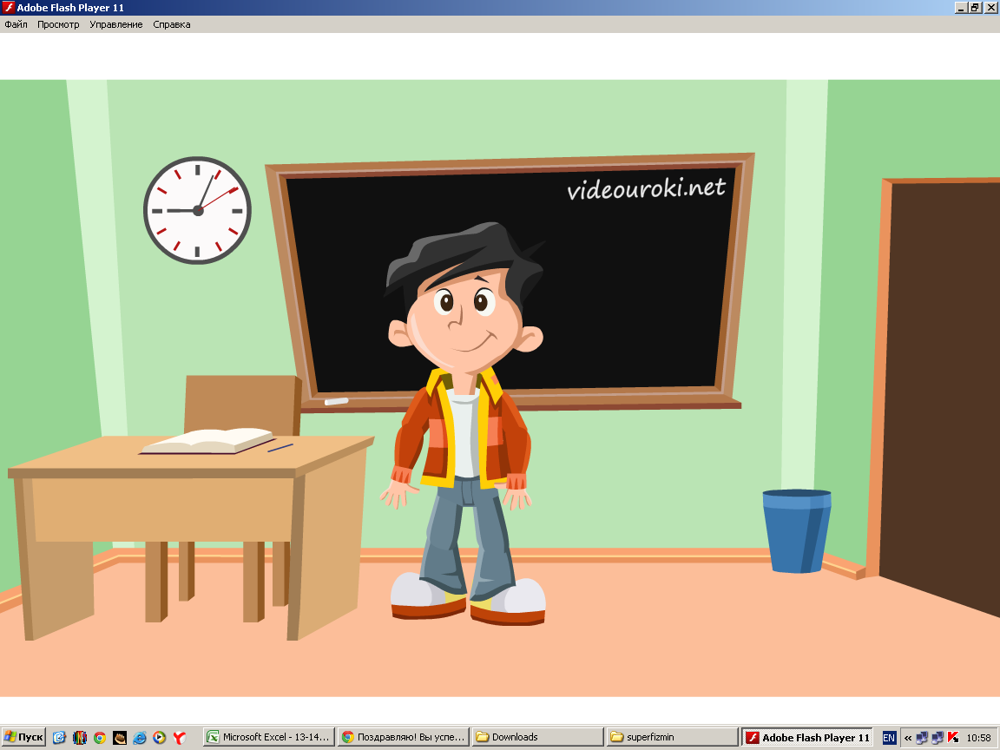 Adobe Flash Player 11
Файл Просмотр Управление Справка
videouroki.net
Пуск Microsoft Excel - 13-14... Поздравляю! Вы успе... Downloads superfizmin Adobe Flash Player 11 EN « 10:58